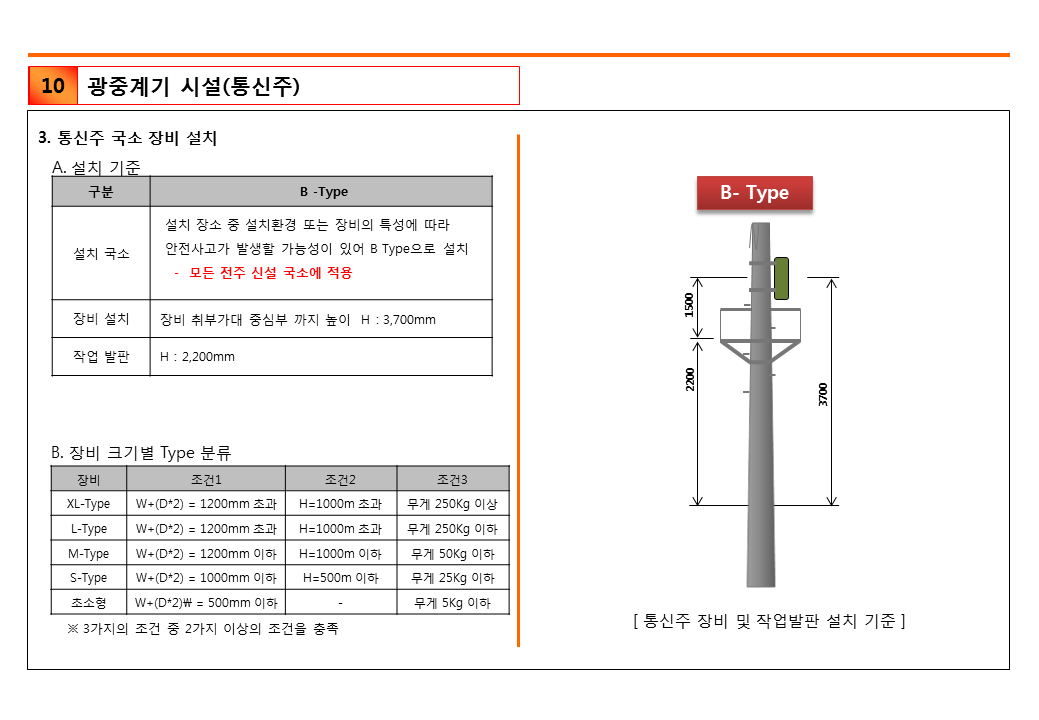 10 광중계기 시설(통신주)
3. 통신주 국소 장비 설치
A. 설치 기준
구분 B -Type
설치 국소 설치 장소 중 설치환경 또는 장비의 특성에 따라
안전사고가 발생할 가능성이 있어 B Type으로 설치
- 모든 전주 신설 국소에 적용
장비 설치 장비 취부가대 중심부 까지 높이 H : 3,700mm
작업 발판 H : 2,200mm
B. 장비 크기별 Type 분류
장비 조건1 조건2 조건3
XL-Type W+(D*2) = 1200mm 초과 H=1000m 초과 무게 250Kg 이상
L-Type W+(D*2) = 1200mm 초과 H=1000m 초과 무게 250Kg 이하
M-Type W+(D*2) = 1200mm 이하 H=1000m 이하 무게 50Kg 이하
S-Type W+(D*2) = 1000mm 이하 H=500m 이하 무게 25Kg 이하
초소형 W+(D*2)₩ = 500mm 이하 - 무게 5Kg 이하
※ 3가지의 조건 중 2가지 이상의 조건을 충족
B- Type
1500
2200
3700
[ 통신주 장비 및 작업발판 설치 기준 ]